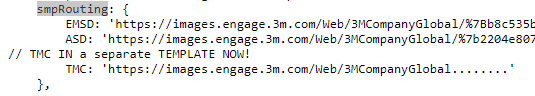 smpRouting: {
EMSD: 'https://images.engage.3m.com/Web/3MCompanyGlobal/%7Bb8c535b
ASD: 'https://images.engage.3m.com/Web/3MCompanyGlobal/%7b2204e807
// TMC IN a separate TEMPLATE NOW!
TMC: 'https://images.engage.3m.com/Web/3MCompanyGlobal........'
},